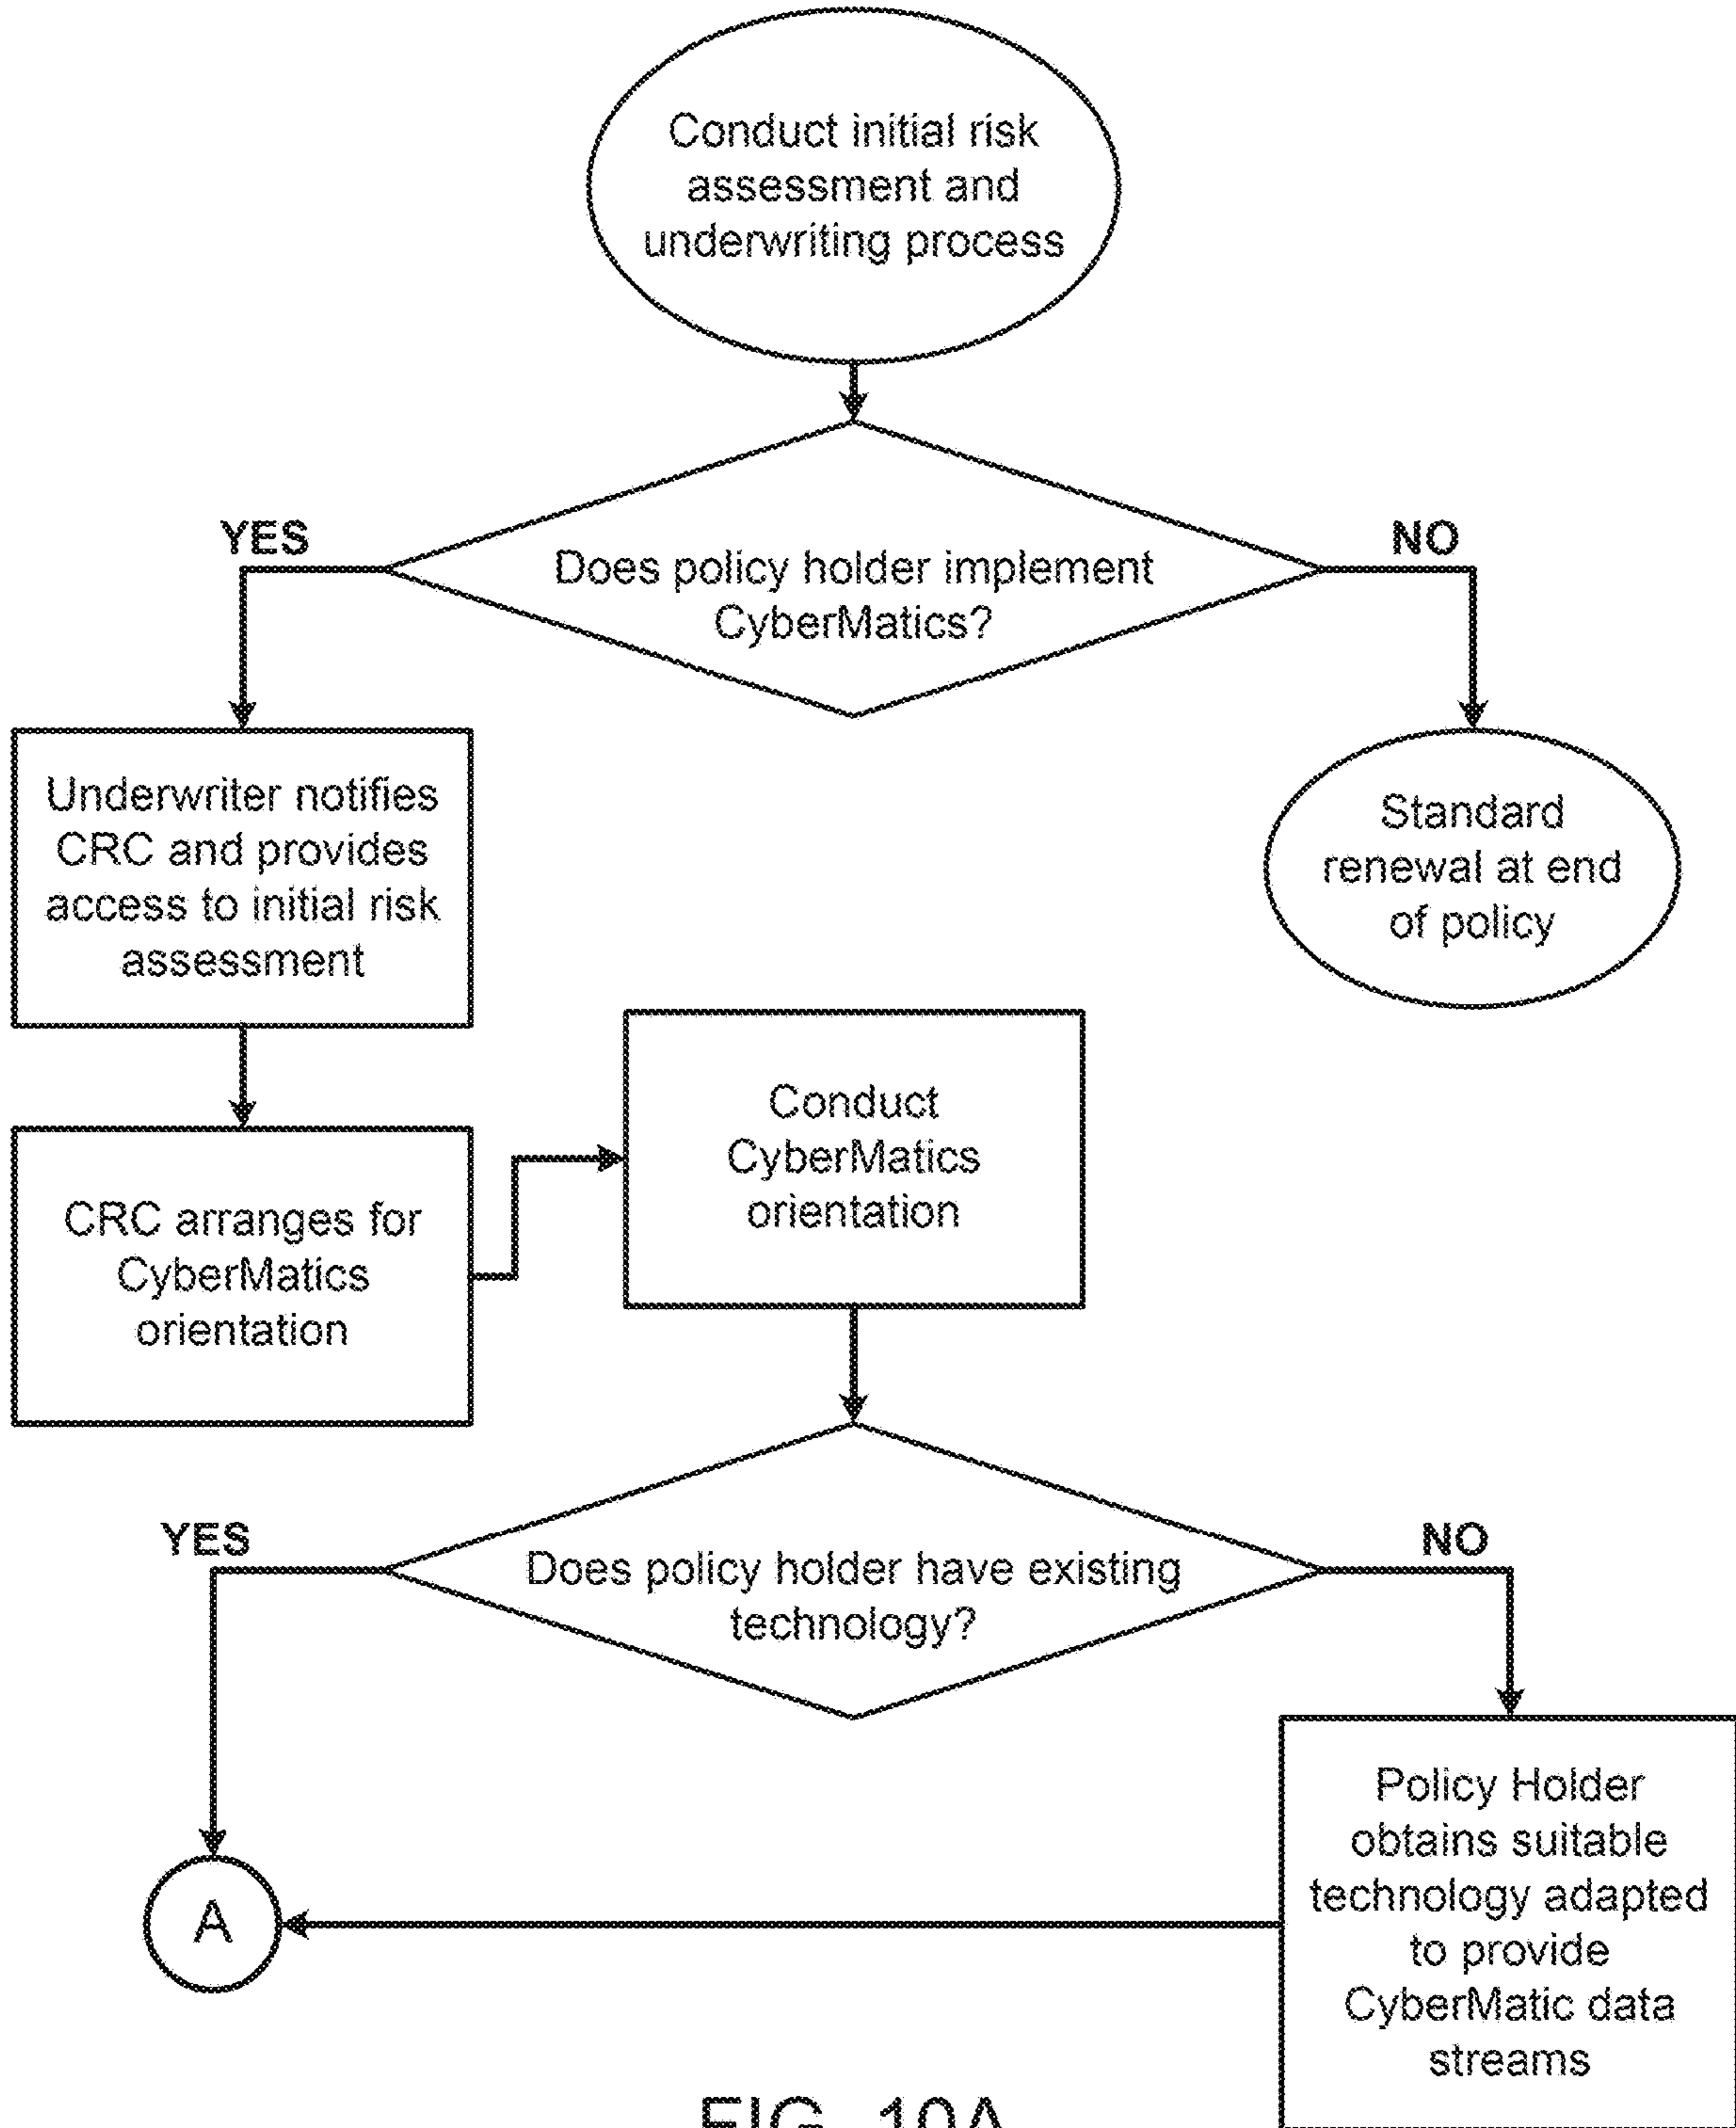 Conduct initial risk
assessment and
underwriting process
YES
NO
Does policy holder implement
CyberMatics?
Underwriter notifies
CRC and provides
access to initial risk
assessment
Standard
renewal at end
of policy
CRC arranges for
CyberMatics
orientation
Conduct
CyberMatics
orientation
YES
NO
Does policy holder have existing
technology?
Policy Holder
obtains suitable
technology adapted
to provide
CyberMatic data
streams
A
FIG. 10A